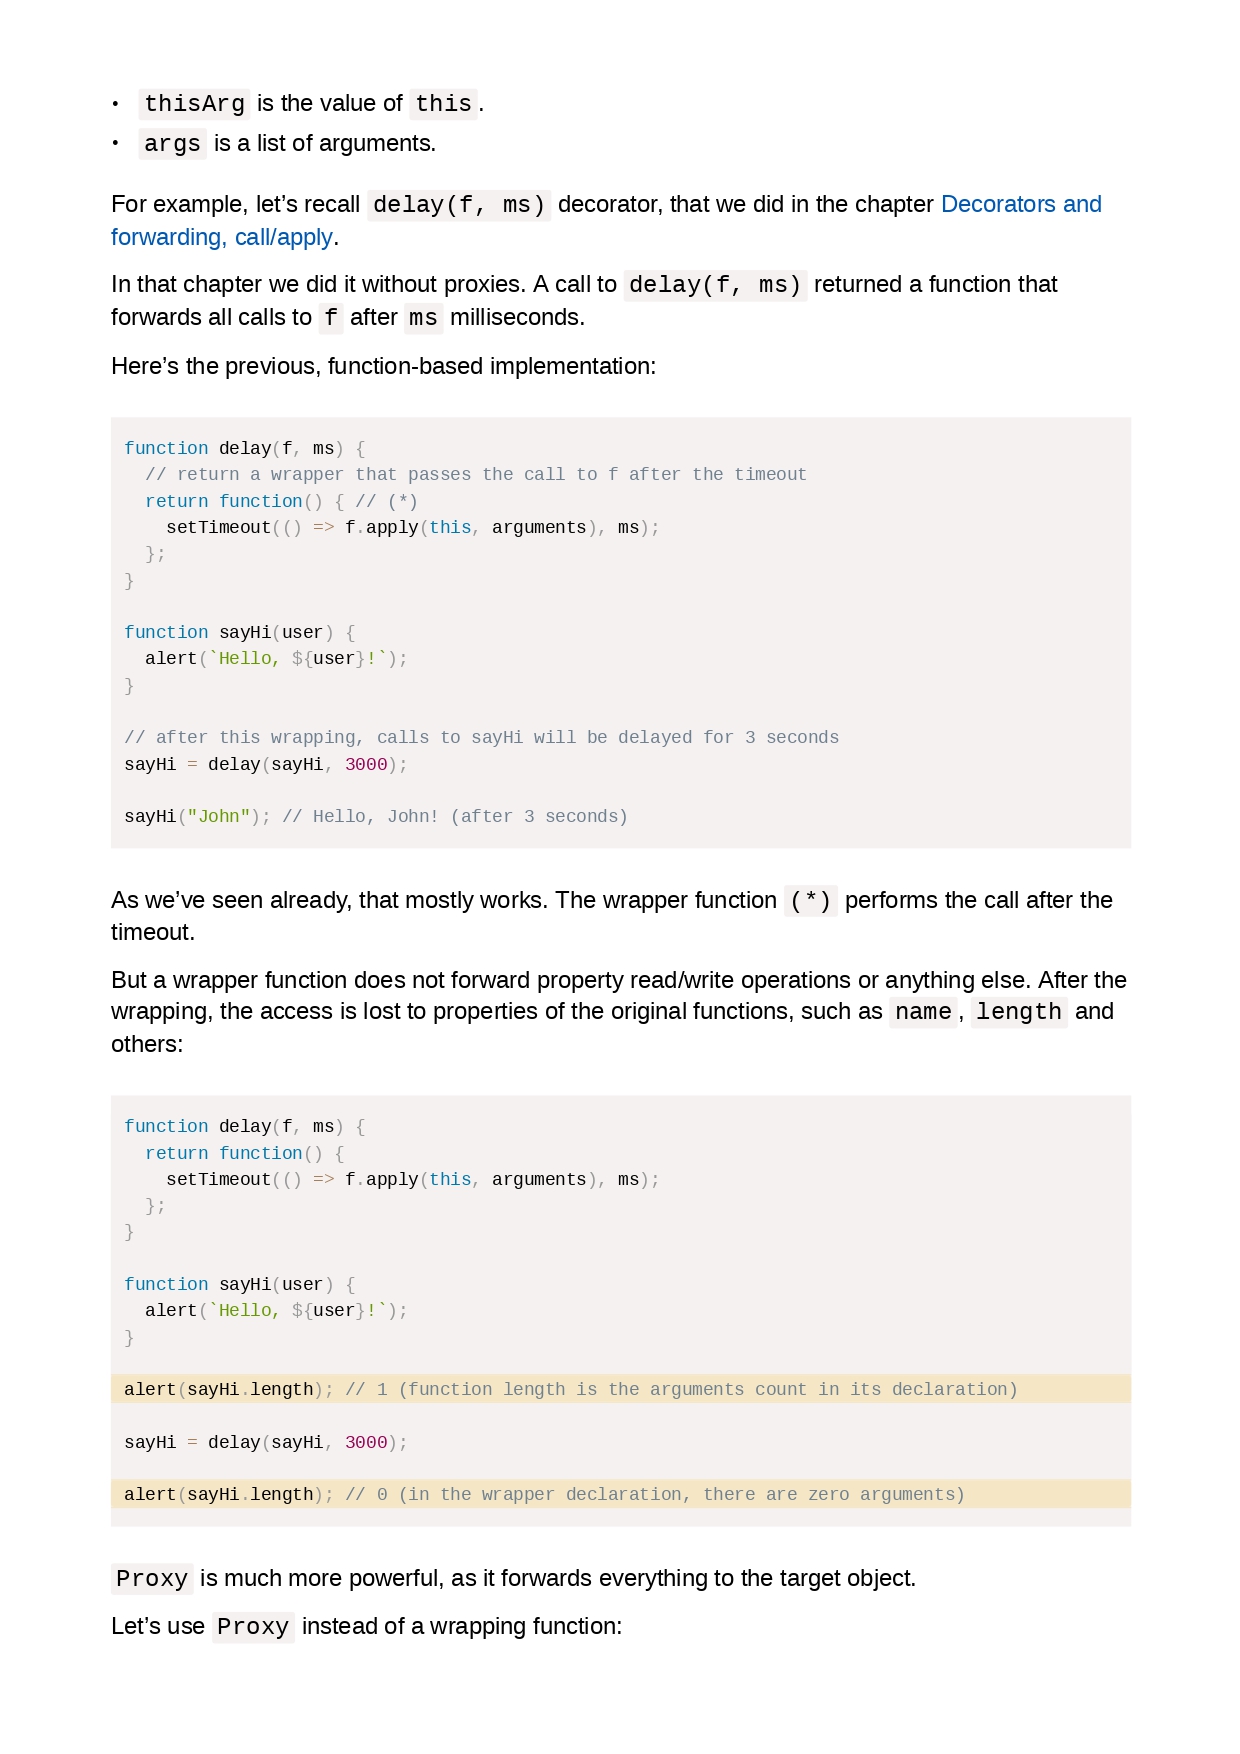 • thisArg is the value of this.
• args is a list of arguments.
For example, let’s recall delay(f, ms) decorator, that we did in the chapter Decorators and
forwarding, call/apply.
In that chapter we did it without proxies. A call to delay(f, ms) returned a function that
forwards all calls to f after ms milliseconds.
Here’s the previous, function-based implementation:
function delay(f, ms) {
  // return a wrapper that passes the call to f after the timeout
  return function() { // (*)
    setTimeout(() => f.apply(this, arguments), ms);
  };
}
function sayHi(user) {
  alert(`Hello, ${user}!`);
}
// after this wrapping, calls to sayHi will be delayed for 3 seconds
sayHi = delay(sayHi, 3000);
sayHi("John"); // Hello, John! (after 3 seconds)
As we’ve seen already, that mostly works. The wrapper function (*) performs the call after the
timeout.
But a wrapper function does not forward property read/write operations or anything else. After the
wrapping, the access is lost to properties of the original functions, such as name, length and
others:
function delay(f, ms) {
  return function() {
    setTimeout(() => f.apply(this, arguments), ms);
  };
}
function sayHi(user) {
  alert(`Hello, ${user}!`);
}
alert(sayHi.length); // 1 (function length is the arguments count in its declaration)
sayHi = delay(sayHi, 3000);
alert(sayHi.length); // 0 (in the wrapper declaration, there are zero arguments)
Proxy is much more powerful, as it forwards everything to the target object.
Let’s use Proxy instead of a wrapping function: